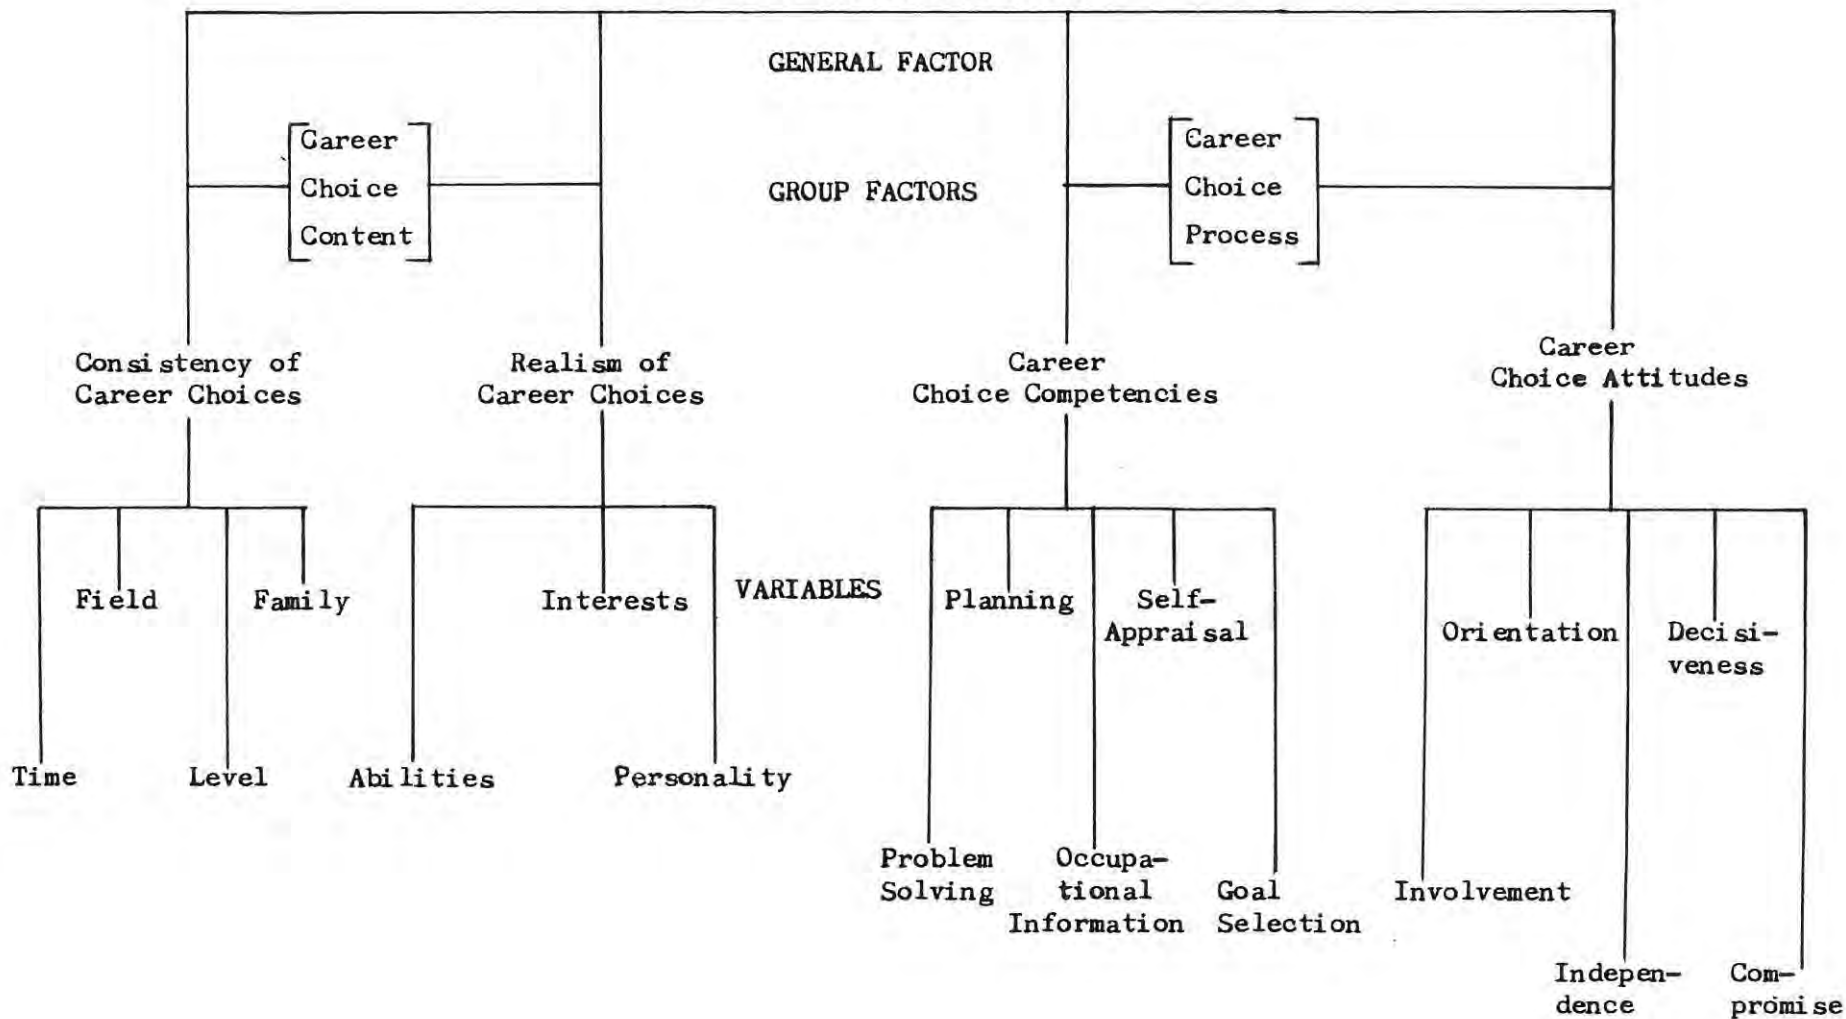 GENERAL FACTOR
Career
Choice
Content
GROUP FACTORS
Career
Choice
Process
Consistency of
Career Choices
Realism of
Career Choices
Career
Choice Competencies
Career
Choice Attitudes
Field
Family
Interests
VARIABLES
Planning
Self-
Appraisal
Orientation
Decisi-
veness
Time
Level
Abilities
Personality
Problem
Solving
Occupa-
tional
Information
Goal
Selection
Involvement
Indepen-
dence
Com-
promise